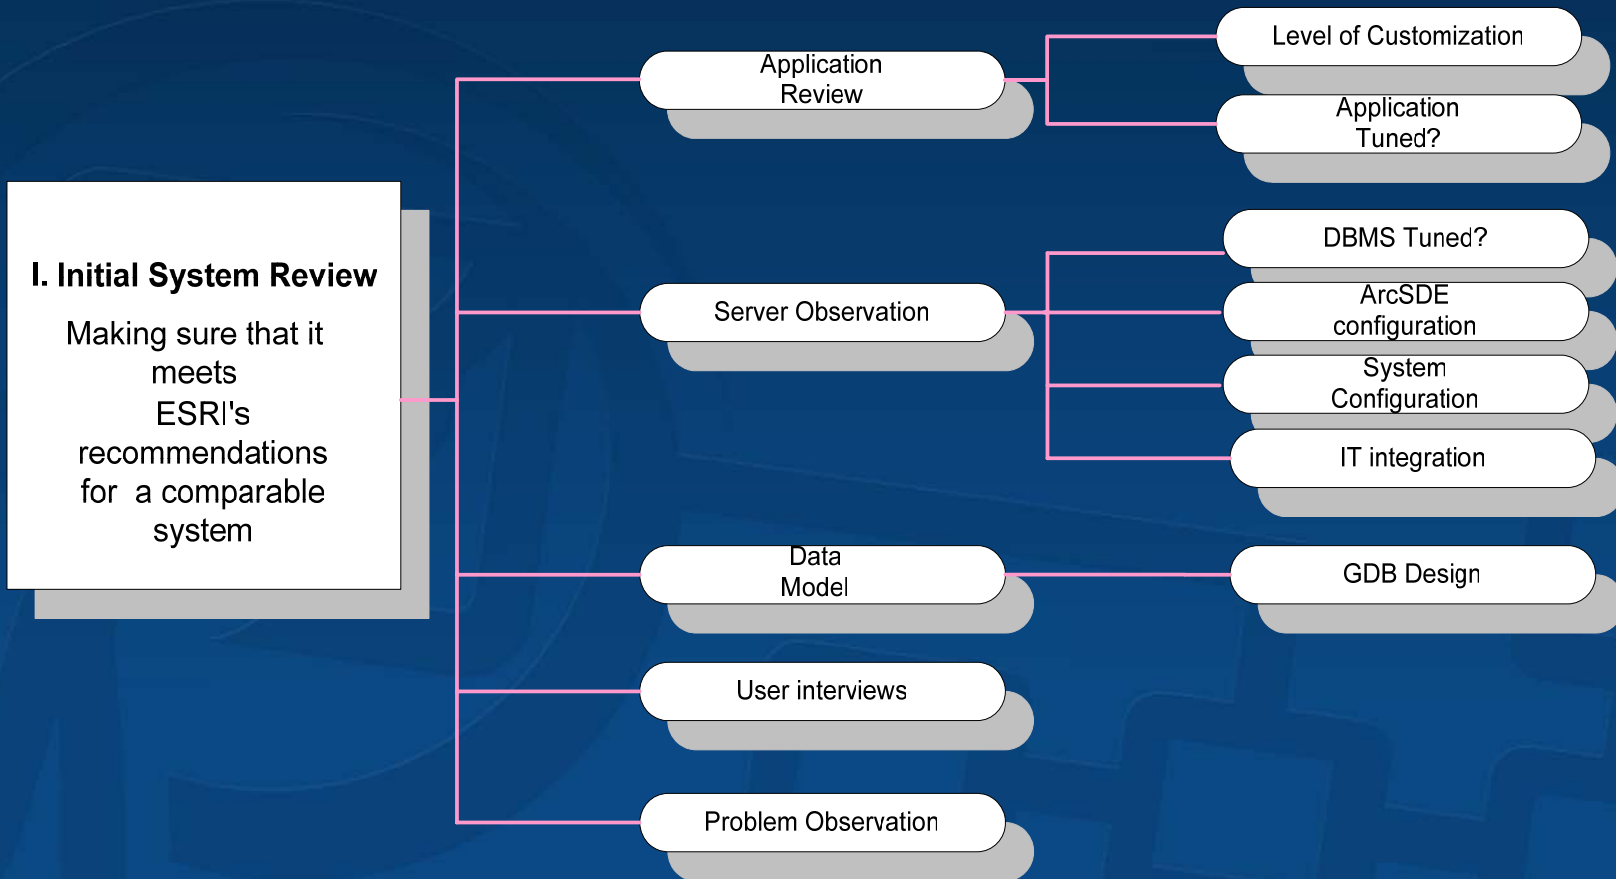 I. Initial System Review
Making sure that it
meets
ESRI's
recommendations
for a comparable
system
Application
Review
Level of Customization
Application
Tuned?
Server Observation
DBMS Tuned?
ArcSDE
configuration
System
Configuration
IT integration
Data
Model
GDB Design
User interviews
Problem Observation